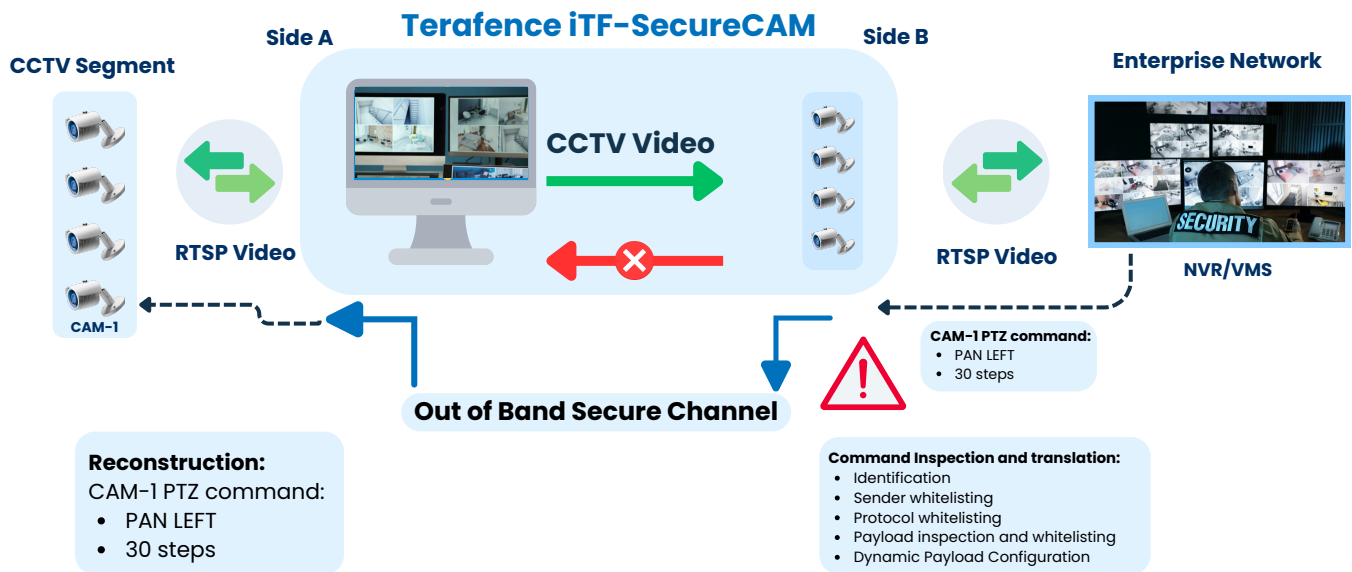 Terafence iTF-SecureCAM
Side A
Side B
CCTV Segment
Enterprise Network
CCTV Video
SECURITY
RTSP Video
RTSP Video
NVR/VMS
CAM-1
CAM-1 PTZ command:
• PAN LEFT
• 30 steps
Out of Band Secure Channel
Reconstruction:
CAM-1 PTZ command:
• PAN LEFT
• 30 steps
Command Inspection and translation:
• Identification
• Sender whitelisting
• Protocol whitelisting
• Payload inspection and whitelisting
• Dynamic Payload Configuration